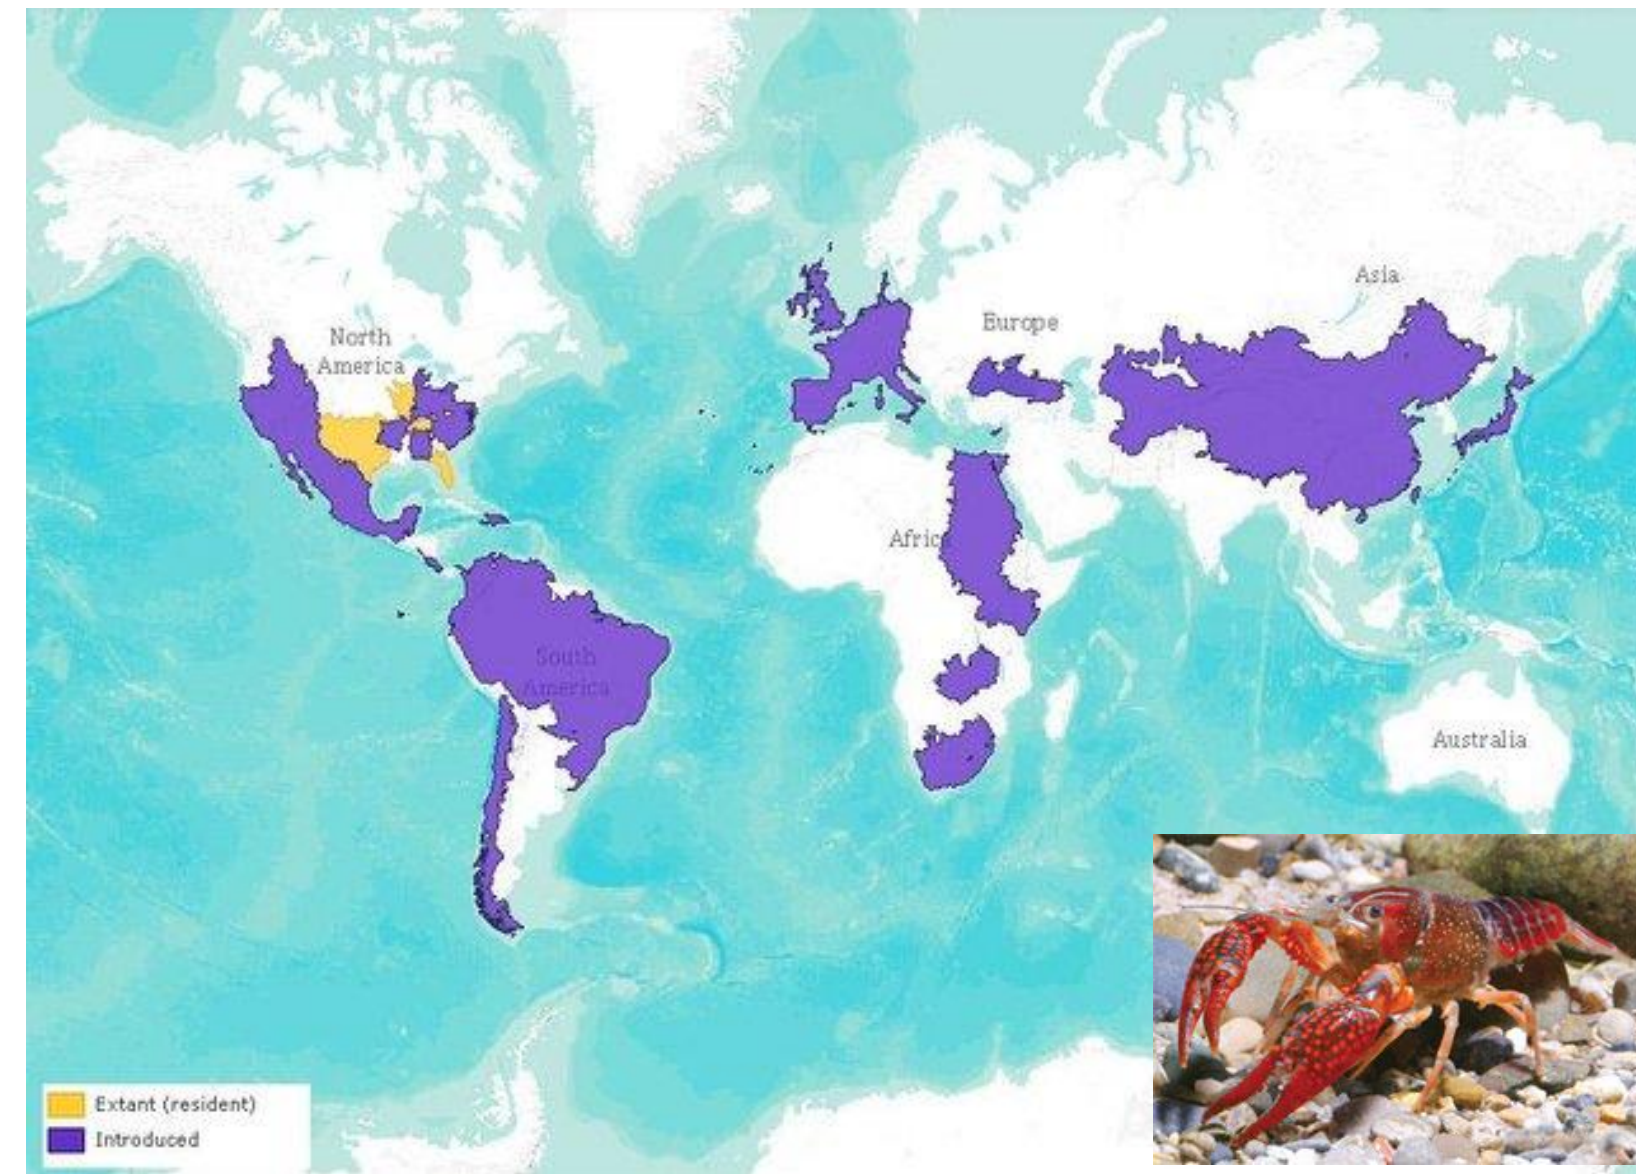 Asia
Europe
North
America
Afric
South
America
Australia
Extant (resident)
Introduced